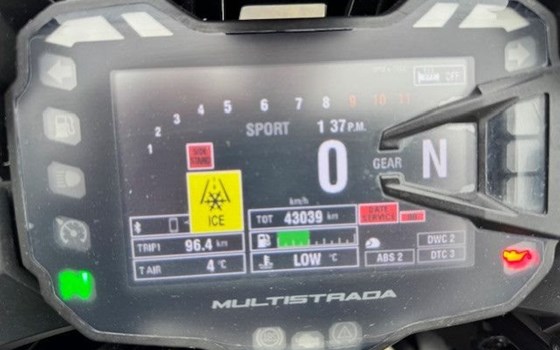 OFF
1 2 3 4 5 6 7 8 9 10 11
SPORT 1 37 P.M.
SIDE STAND
0
GEAR N
ICE
km/h
TOT 43039 km
DATE
SERVICE
TRIP1 96.4 km
DWC 2
T AIR 4 °C
LOW °C
ABS 2 DTC 3
MULTISTRADA